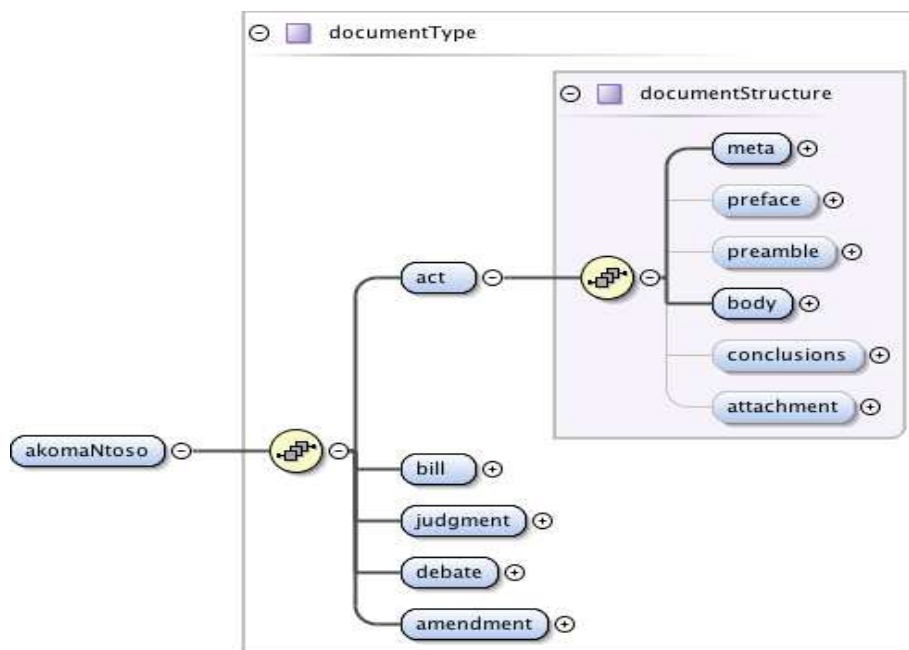 documentType
documentStructure
meta
preface
preamble
act
body
conclusions
attachment
akomaNtoso
bill
judgment
debate
amendment